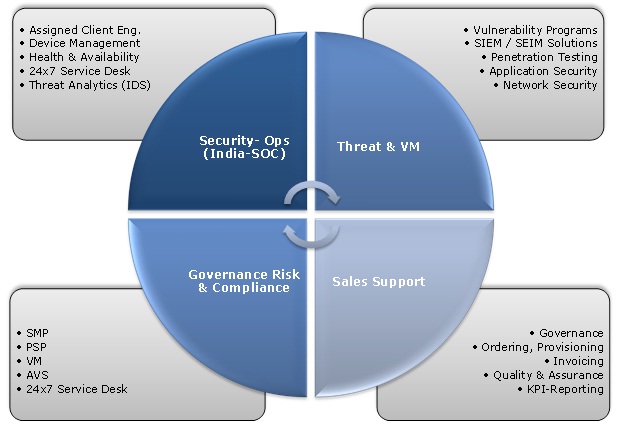 • Assigned Client Eng.
• Device Management
• Health & Availability
• 24x7 Service Desk
• Threat Analytics (IDS)
• Vulnerability Programs
• SIEM / SEIM Solutions
• Penetration Testing
• Application Security
• Network Security
Security- Ops
(India-SOC)
Threat & VM
Governance Risk
& Compliance
Sales Support
• SMP
• PSP
• VM
• AVS
• 24x7 Service Desk
• Governance
• Ordering, Provisioning
• Invoicing
• Quality & Assurance
• KPI-Reporting